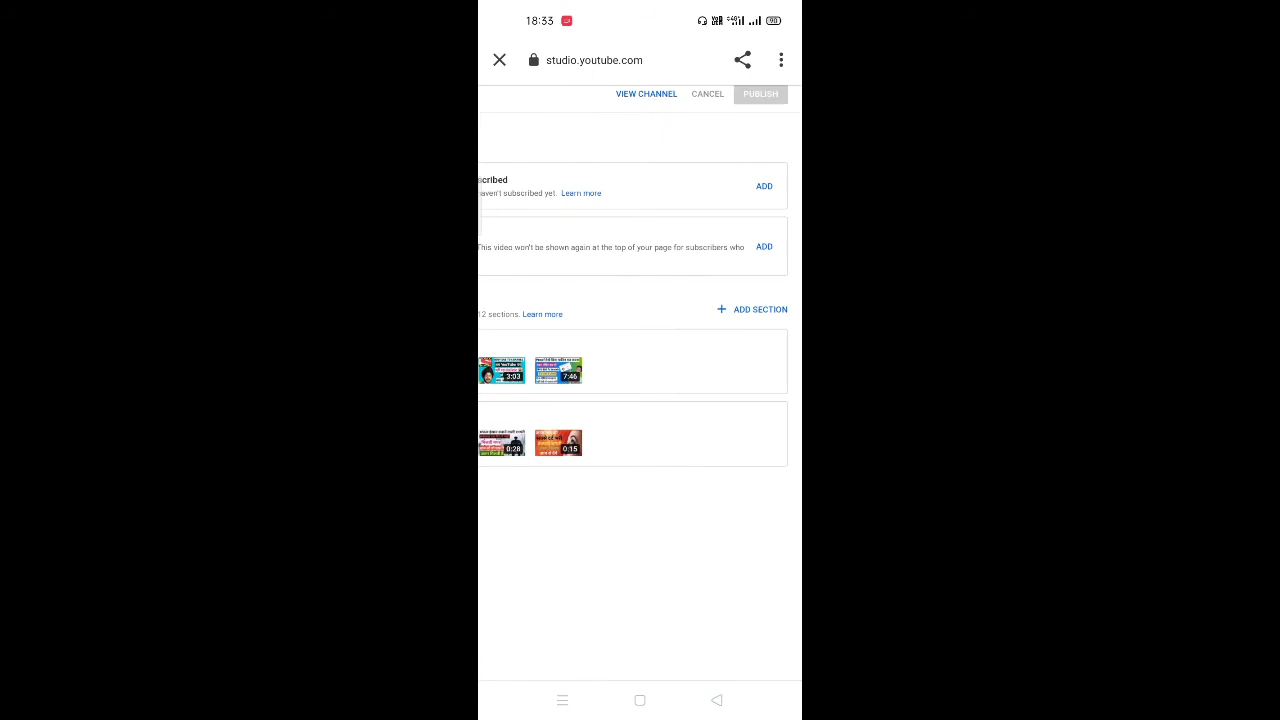 18:33
90
studio.youtube.com
VIEW CHANNEL CANCEL PUBLISH
scribed
haven't subscribed yet. Learn more
ADD
This video won't be shown again at the top of your page for subscribers who
ADD
12 sections. Learn more
+ ADD SECTION
3:03
7:46
0:28
0:15